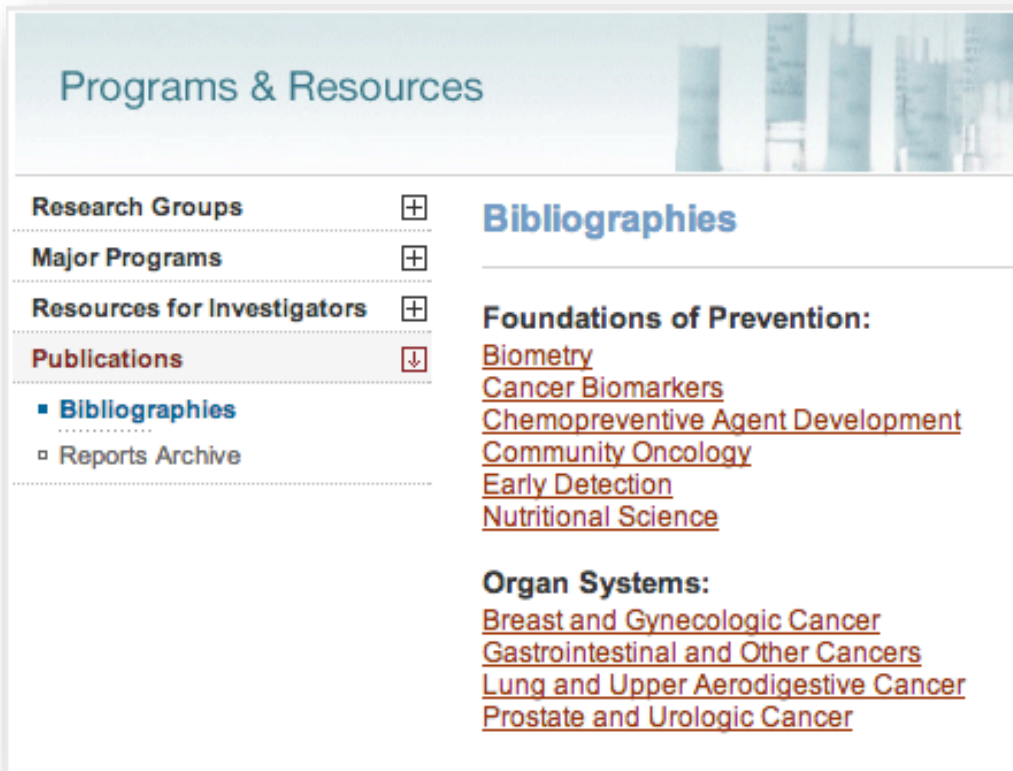 Programs & Resources
Research Groups
Major Programs
Resources for Investigators
Publications
Bibliographies
Reports Archive
Bibliographies
Foundations of Prevention:
Biometry
Cancer Biomarkers
Chemopreventive Agent Development
Community Oncology
Early Detection
Nutritional Science
Organ Systems:
Breast and Gynecologic Cancer
Gastrointestinal and Other Cancers
Lung and Upper Aerodigestive Cancer
Prostate and Urologic Cancer